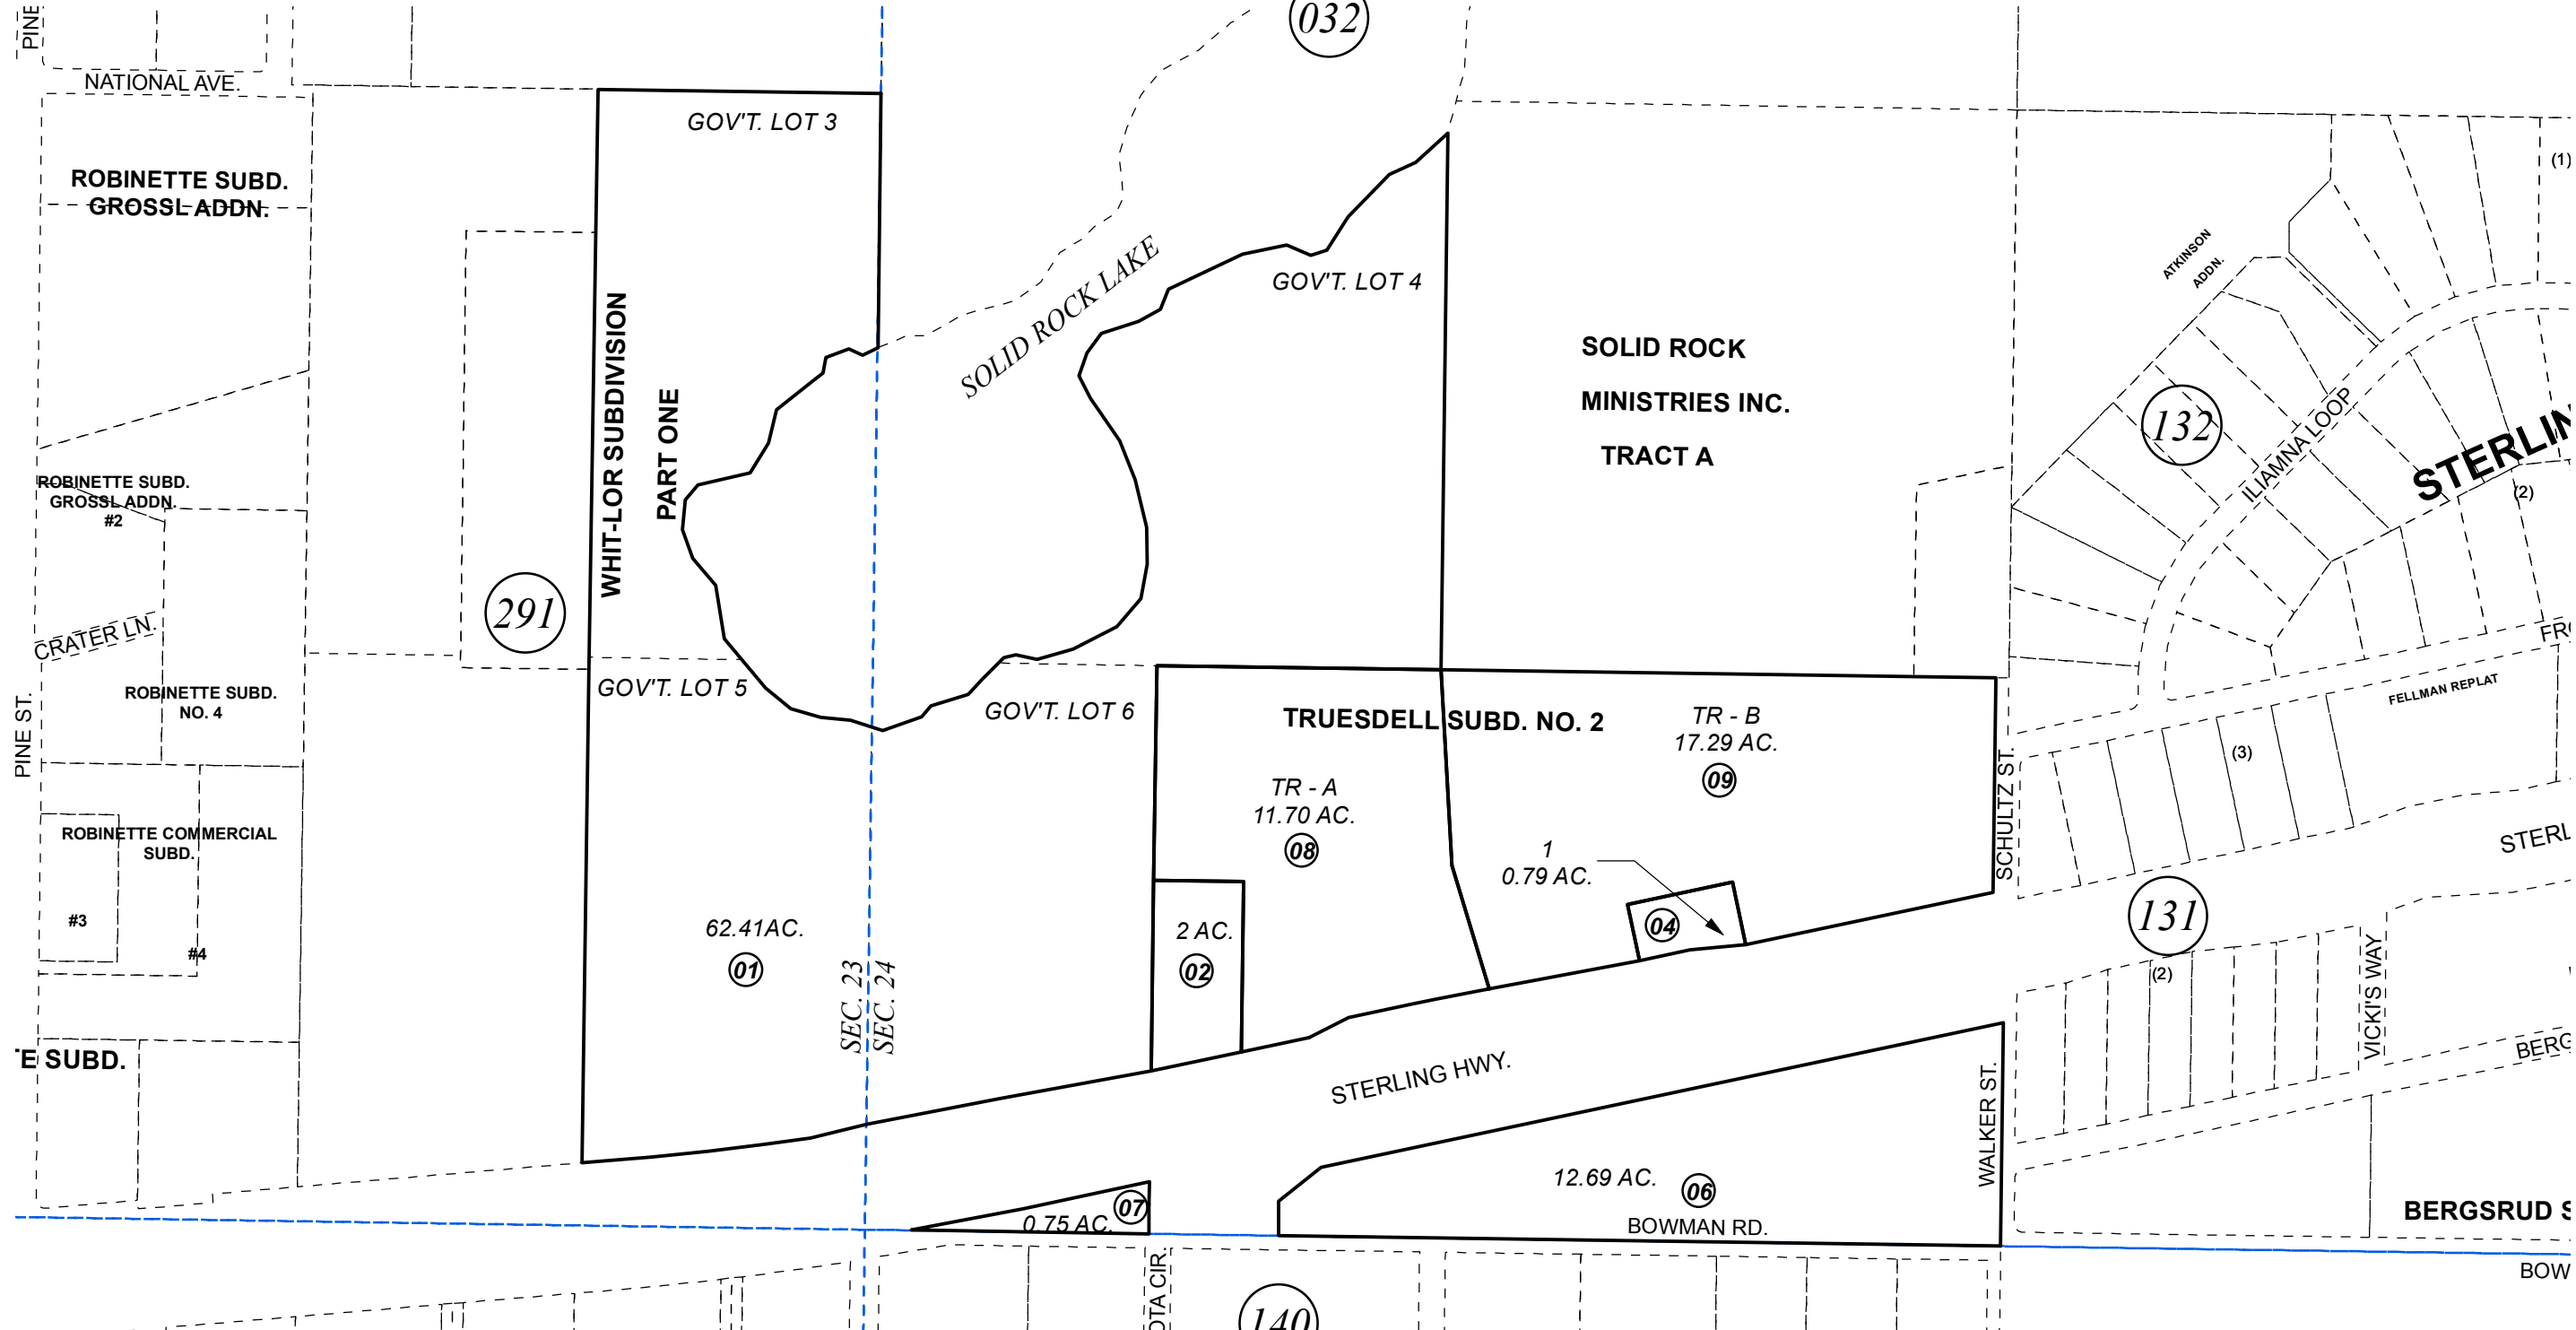 PINE
032
NATIONAL AVE.
GOV'T. LOT 3
(1)
ROBINETTE SUBD.
GROSSL ADDN.
ATKINSON
ADDN.
SOLID ROCK LAKE
GOV'T. LOT 4
WHIT-LOR SUBDIVISION
PART ONE
SOLID ROCK
MINISTRIES INC.
TRACT A
132
ILIAMNA LOOP
STERLIN
(2)
ROBINETTE SUBD.
GROSSL ADDN.
#2
291
CRATER LN.
FRO
GOV'T. LOT 5
GOV'T. LOT 6
ROBINETTE SUBD.
NO. 4
PINE ST.
TRUESDELL SUBD. NO. 2
TR - B
17.29 AC.
09
FELLMAN REPLAT
(3)
SCHULTZ ST.
TR - A
11.70 AC.
08
ROBINETTE COMMERCIAL
SUBD.
1
0.79 AC.
04
STERL
#3
#4
62.41AC.
01
2 AC.
02
131
(2)
SEC. 23
SEC. 24
VICKI'S WAY
'E SUBD.
STERLING HWY.
BERG
WALKER ST.
12.69 AC.
06
07
0.75 AC.
BOWMAN RD.
BERGSRUD S
BOW
OTA CIR.
140